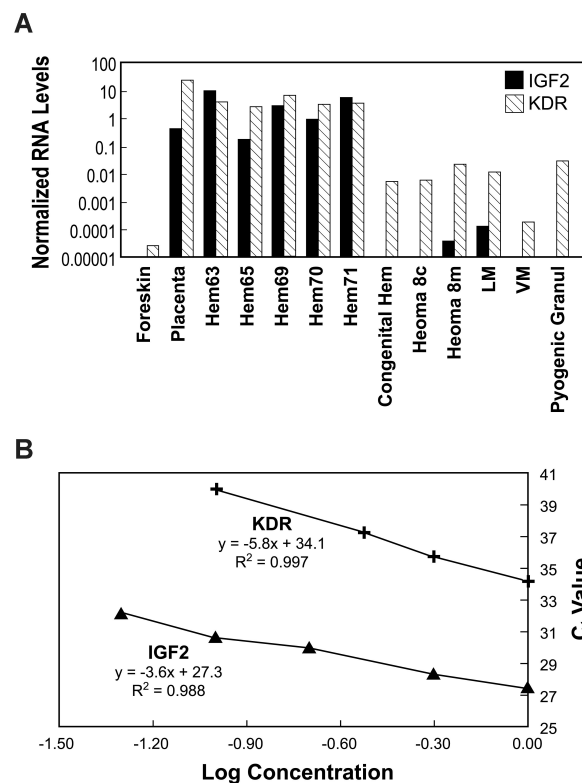 A
Normalized RNA Levels
100
10
1
0.1
0.01
0.001
0.0001
0.00001
IGF2
KDR
Foreskin
Placenta
Hem63
Hem65
Hem69
Hem70
Hem71
Congenital Hem
Heoma 8c
Heoma 8m
LM
VM
Pyogenic Granul
B
KDR
y = -5.8x + 34.1
R² = 0.997
IGF2
y = -3.6x + 27.3
R² = 0.988
41
39
37
35
33
31
29
27
25
Value
-1.50
-1.20
-0.90
-0.60
-0.30
0.00
Log Concentration